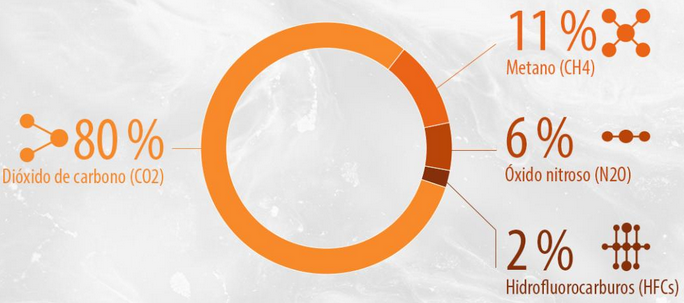 80 %
Dióxido de carbono (CO2)
11 %
Metano (CH4)
6 %
Óxido nitroso (N2O)
2 %
Hidrofluorocarburos (HFCs)